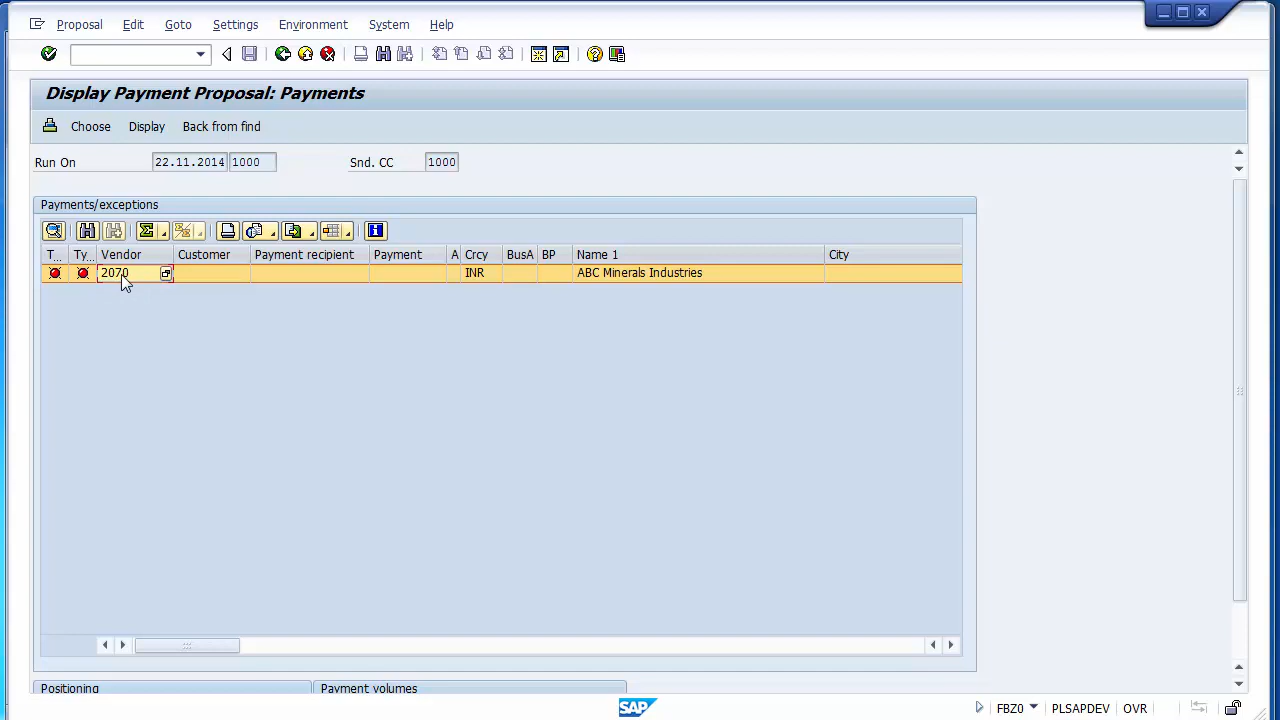 Proposal Edit Goto Settings Environment System Help
Display Payment Proposal: Payments
Choose Display Back from find
Run On 22.11.2014 1000 Snd. CC 1000
Payments/exceptions
T... Ty... Vendor Customer Payment recipient Payment A Crcy BusA BP Name 1 City
2070 INR ABC Minerals Industries
Positioning Payment volumes
SAP FBZ0 PLSAPDEV OVR